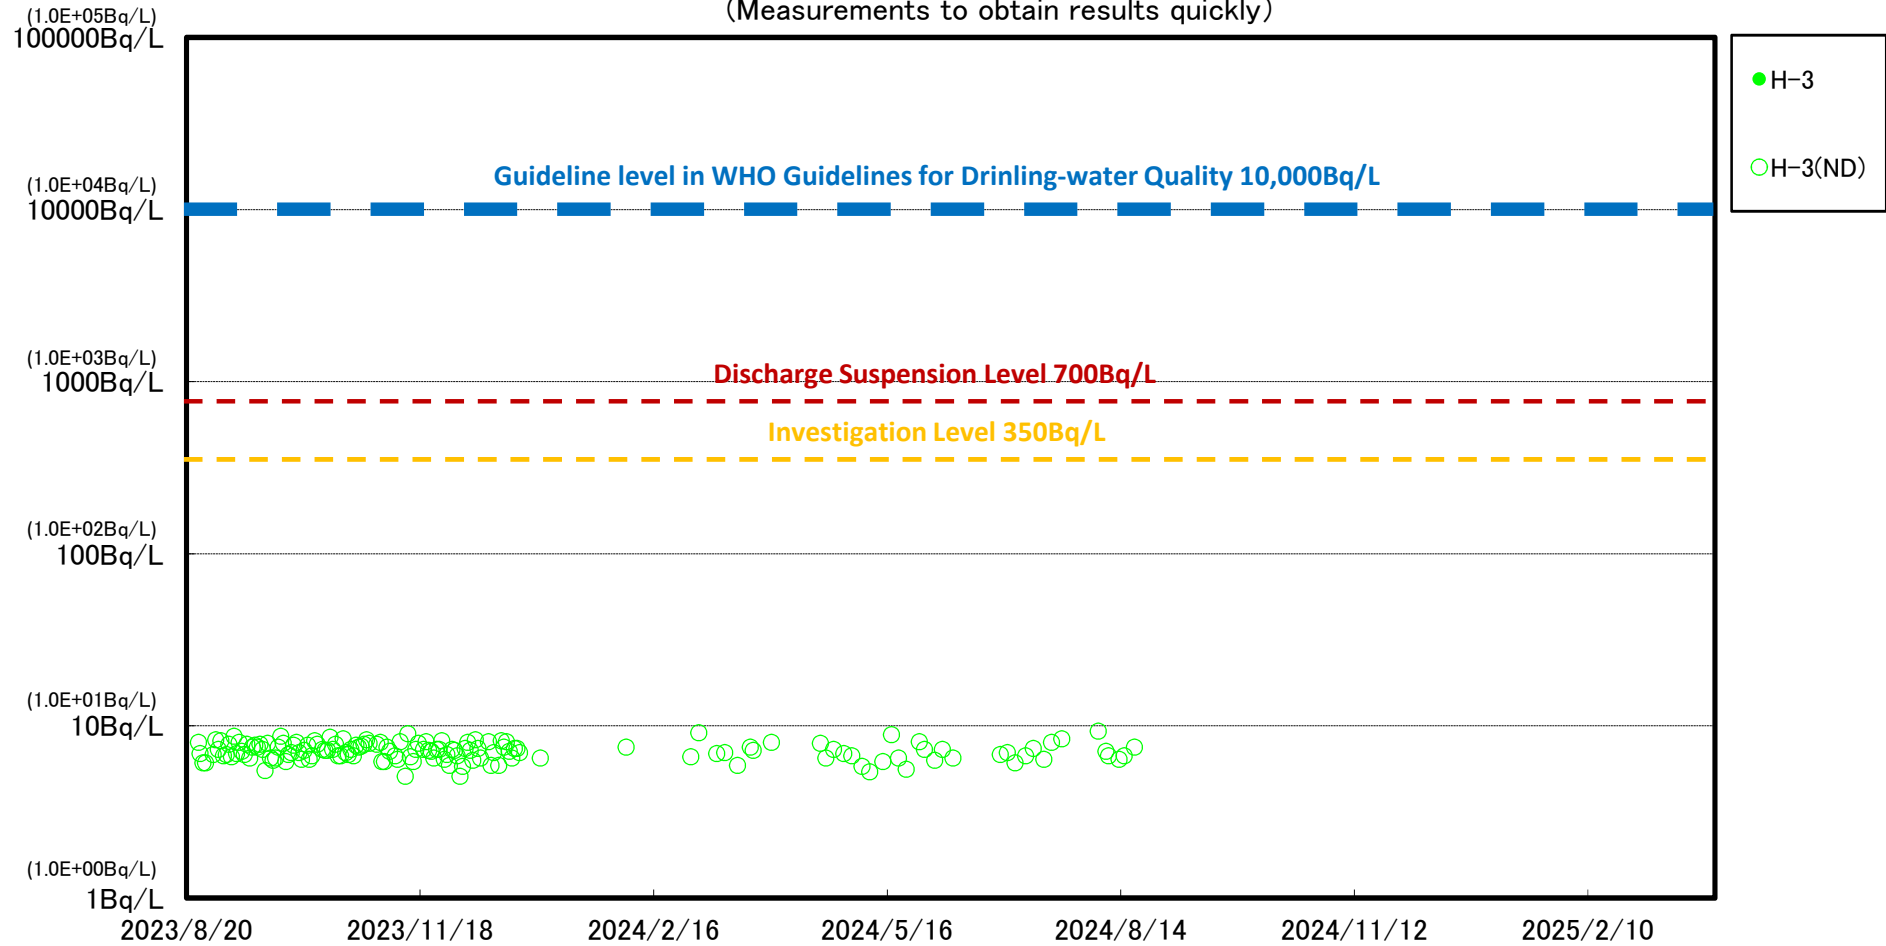 (Measurements to obtain results quickly)
(1.0E+05Bq/L)
100000Bq/L
H-3
H-3(ND)
Guideline level in WHO Guidelines for Drinling-water Quality 10,000Bq/L
(1.0E+04Bq/L)
10000Bq/L
(1.0E+03Bq/L)
1000Bq/L
Discharge Suspension Level 700Bq/L
Investigation Level 350Bq/L
(1.0E+02Bq/L)
100Bq/L
(1.0E+01Bq/L)
10Bq/L
(1.0E+00Bq/L)
1Bq/L
2023/8/20 2023/11/18 2024/2/16 2024/5/16 2024/8/14 2024/11/12 2025/2/10